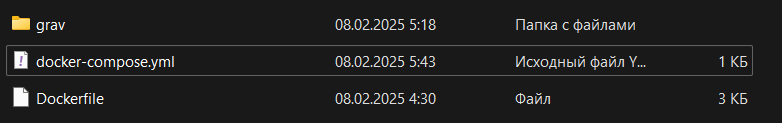 grav 08.02.2025 5:18 Папка с файлами
docker-compose.yml 08.02.2025 5:43 Исходный файл Y... 1 КБ
Dockerfile 08.02.2025 4:30 Файл 3 КБ